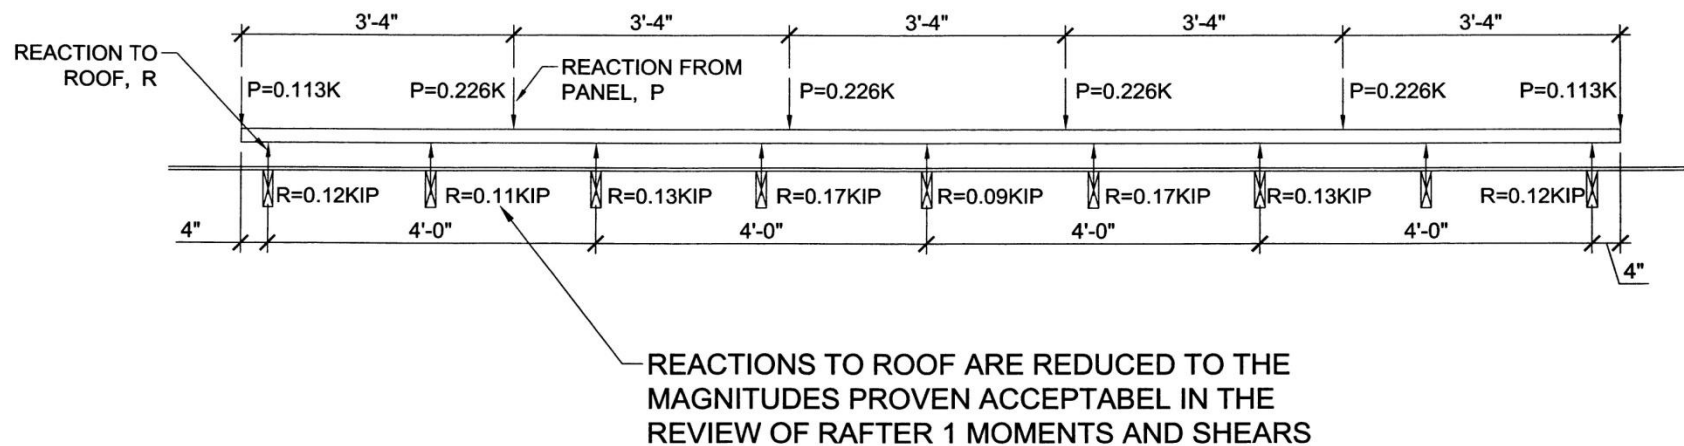 3'-4" 3'-4" 3'-4" 3'-4" 3'-4"
REACTION TO
ROOF, R
REACTION FROM
PANEL, P
P=0.113K P=0.226K P=0.226K P=0.226K P=0.226K P=0.113K
R=0.12KIP R=0.11KIP R=0.13KIP R=0.17KIP R=0.09KIP R=0.17KIP R=0.13KIP R=0.12KIP
4" 4'-0" 4'-0" 4'-0" 4'-0" 4"
REACTIONS TO ROOF ARE REDUCED TO THE
MAGNITUDES PROVEN ACCEPTABEL IN THE
REVIEW OF RAFTER 1 MOMENTS AND SHEARS